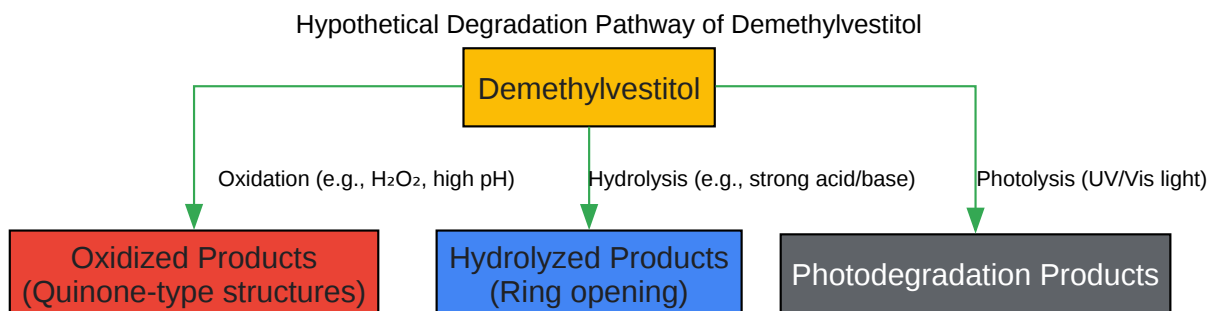 Hypothetical Degradation Pathway of Demethylvestitol
Demethylvestitol
Oxidation (e.g., H₂O₂, high pH)
Hydrolysis (e.g., strong acid/base)
Photolysis (UV/Vis light)
Oxidized Products
(Quinone-type structures)
Hydrolyzed Products
(Ring opening)
Photodegradation Products